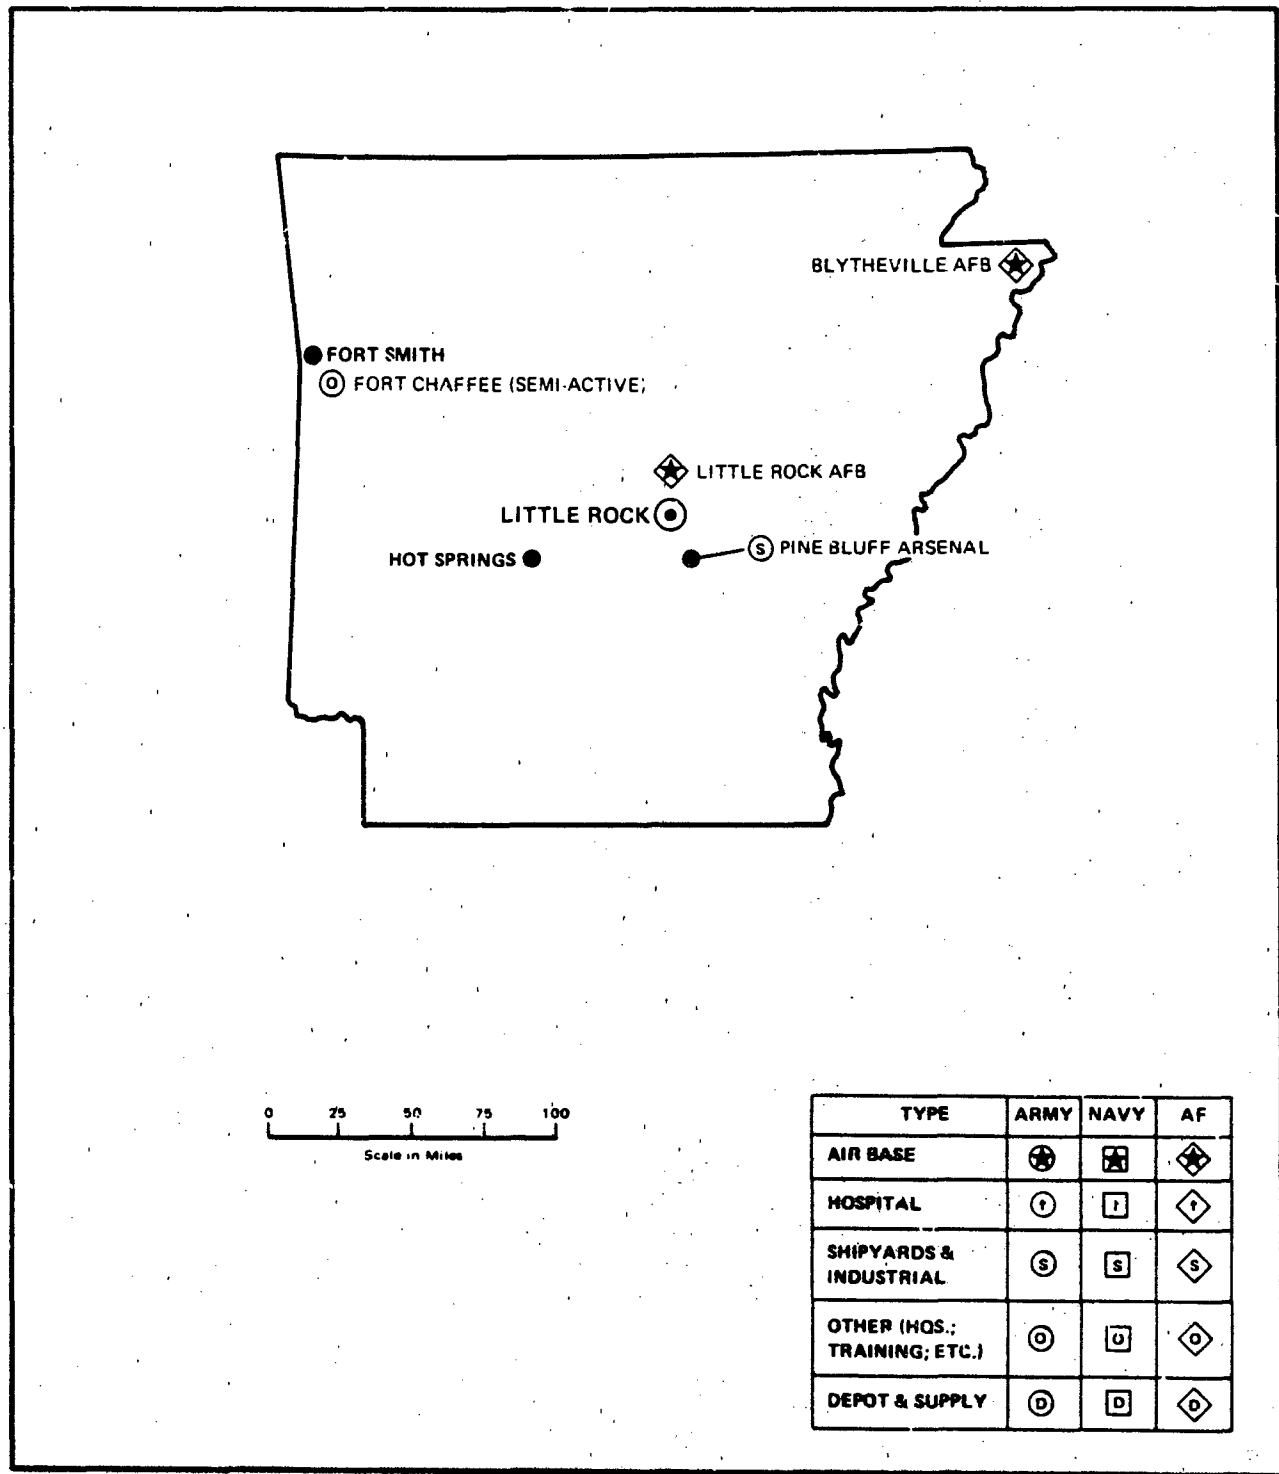 BLYTHEVILLE AFB
FORT SMITH
O FORT CHAFFEE (SEMI-ACTIVE)
LITTLE ROCK AFB
LITTLE ROCK
HOT SPRINGS
S PINE BLUFF ARSENAL
0 25 50 75 100
Scale in Miles
TYPE ARMY NAVY AF
AIR BASE
HOSPITAL
SHIPYARDS &
INDUSTRIAL
S S S
OTHER (HQS.;
TRAINING; ETC.)
O O O
DEPOT & SUPPLY D D D